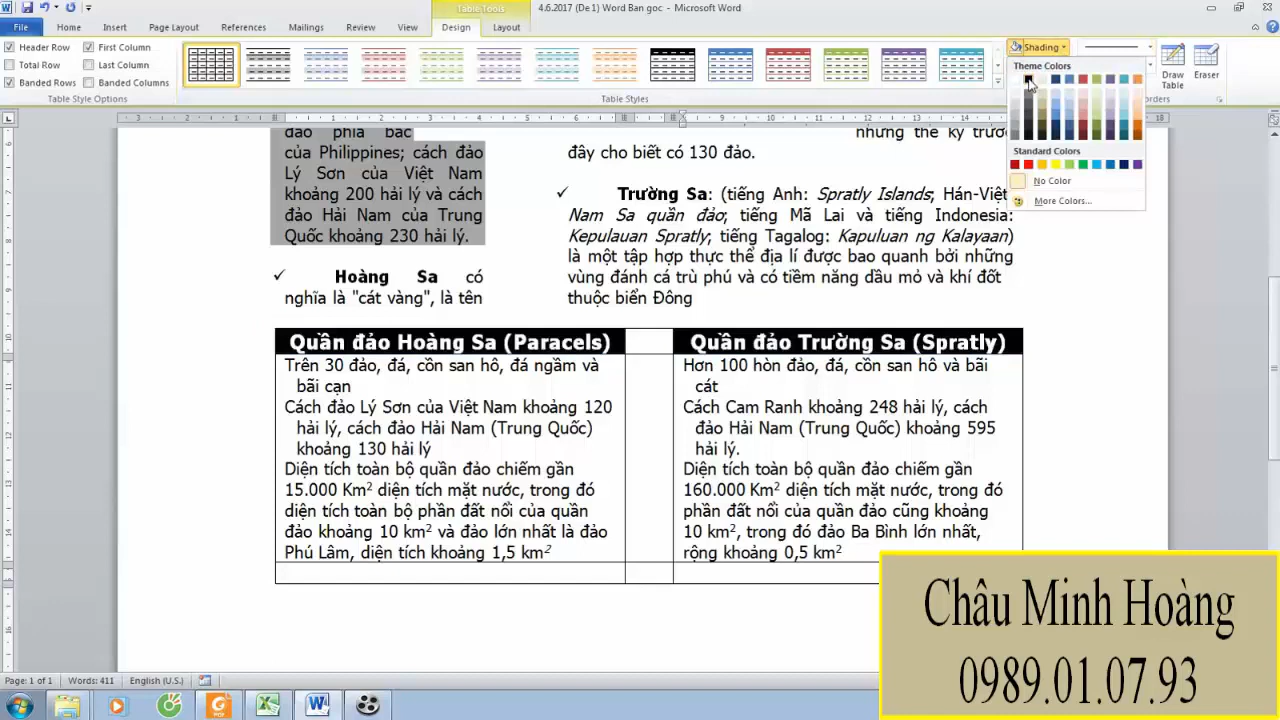 Table Tools
4.6.2017 (De 1) Word Ban goc - Microsoft Word
File Home Insert Page Layout References Mailings Review View Design Layout
Header Row First Column
Total Row Last Column
Banded Rows Banded Columns
Table Style Options
Table Styles
Shading
Draw Table
Eraser
Theme Colors
Standard Colors
No Color
More Colors...
đảo phía bắc
của Philippines; cách đảo
Lý Sơn của Việt Nam
khoảng 200 hải lý và cách
đảo Hải Nam của Trung
Quốc khoảng 230 hải lý.
Hoàng Sa có
nghĩa là "cát vàng", là tên
những thế kỷ trước
đây cho biết có 130 đảo.
Trường Sa: (tiếng Anh: Spratly Islands; Hán-Việt
Nam Sa quần đảo; tiếng Mã Lai và tiếng Indonesia:
Kepulauan Spratly; tiếng Tagalog: Kapuluan ng Kalayaan)
là một tập hợp thực thể địa lí được bao quanh bởi những
vùng đánh cá trù phú và có tiềm năng dầu mỏ và khí đốt
thuộc biển Đông
Quần đảo Hoàng Sa (Paracels)
Trên 30 đảo, đá, cồn san hô, đá ngầm và
bãi cạn
Cách đảo Lý Sơn của Việt Nam khoảng 120
hải lý, cách đảo Hải Nam (Trung Quốc)
khoảng 130 hải lý
Diện tích toàn bộ quần đảo chiếm gần
15.000 Km² diện tích mặt nước, trong đó
diện tích toàn bộ phần đất nổi của quần
đảo khoảng 10 km² và đảo lớn nhất là đảo
Phú Lâm, diện tích khoảng 1,5 km²
Quần đảo Trường Sa (Spratly)
Hơn 100 hòn đảo, đá, cồn san hô và bãi
cát
Cách Cam Ranh khoảng 248 hải lý, cách
đảo Hải Nam (Trung Quốc) khoảng 595
hải lý.
Diện tích toàn bộ quần đảo chiếm gần
160.000 Km² diện tích mặt nước, trong đó
phần đất nổi của quần đảo cũng khoảng
10 km², trong đó đảo Ba Bình lớn nhất,
rộng khoảng 0,5 km²
Châu Minh Hoàng
0989.01.07.93
Page: 1 of 1 Words: 411 English (U.S.)